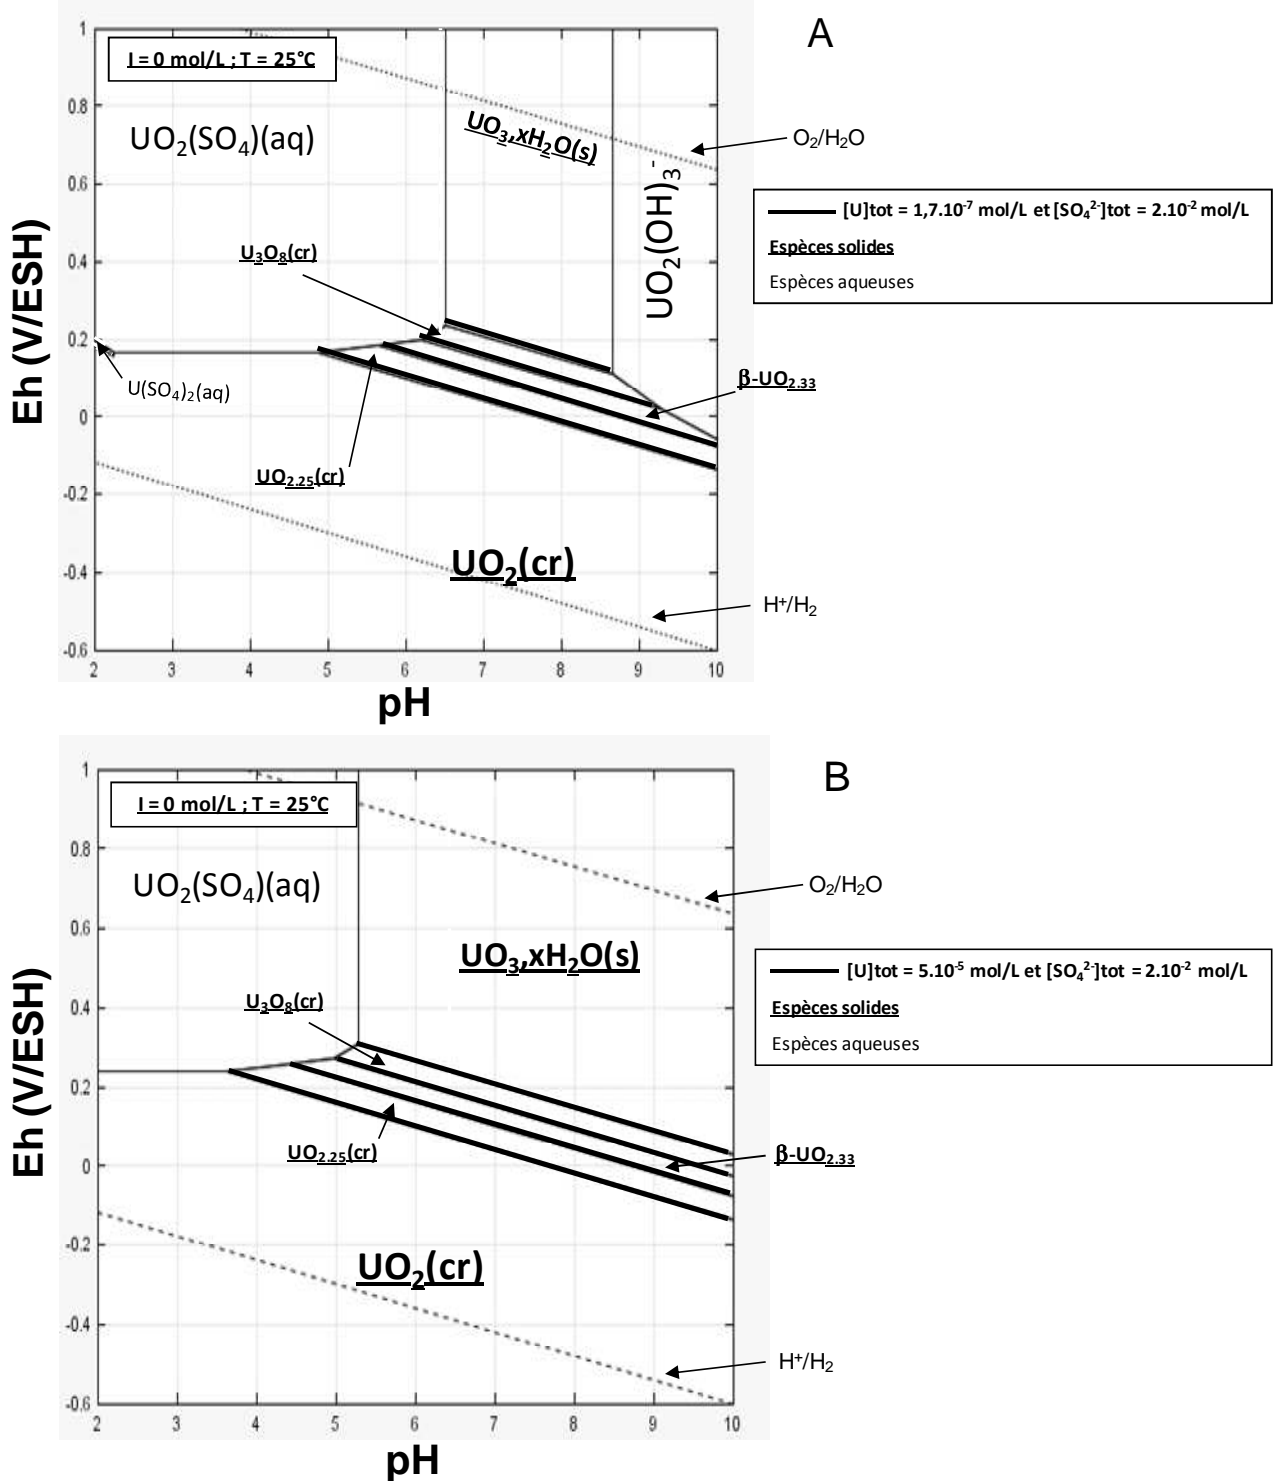 A
I = 0 mol/L ; T = 25°C
UO₂(SO₄)(aq)
UO₃,xH₂O(s)
UO₂(OH)₃⁻
O₂/H₂O
[U]tot = 1,7.10⁻⁷ mol/L et [SO₄²⁻]tot = 2.10⁻² mol/L
Espèces solides
Espèces aqueuses
U₃O₈(cr)
U(SO₄)₂(aq)
β-UO₂.₃₃
UO₂.₂₅(cr)
UO₂(cr)
H⁺/H₂
Eh (V/ESH)
1
0.8
0.6
0.4
0.2
0
-0.2
-0.4
-0.6
2 3 4 5 6 7 8 9 10
pH
B
I = 0 mol/L ; T = 25°C
UO₂(SO₄)(aq)
O₂/H₂O
UO₃,xH₂O(s)
[U]tot = 5.10⁻⁵ mol/L et [SO₄²⁻]tot = 2.10⁻² mol/L
Espèces solides
Espèces aqueuses
U₃O₈(cr)
UO₂.₂₅(cr)
β-UO₂.₃₃
UO₂(cr)
H⁺/H₂
Eh (V/ESH)
1
0.8
0.6
0.4
0.2
0
-0.2
-0.4
-0.6
2 3 4 5 6 7 8 9 10
pH